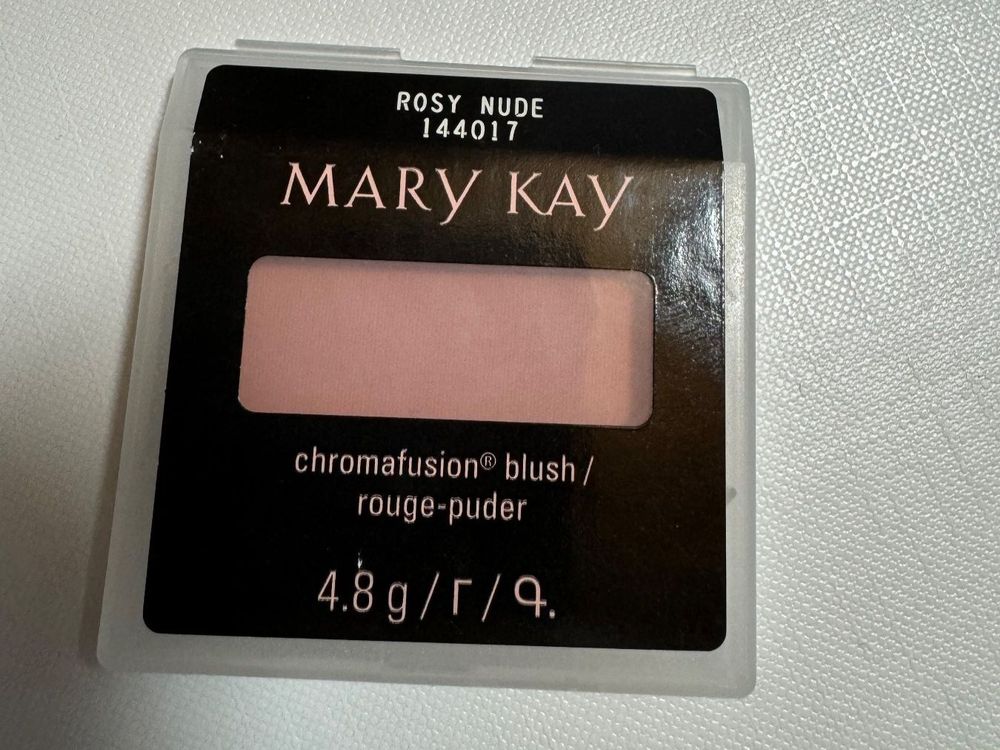 ROSY NUDE
144017
MARY KAY
chromafusion® blush /
rouge-puder
4.8 g / Г / Գ.